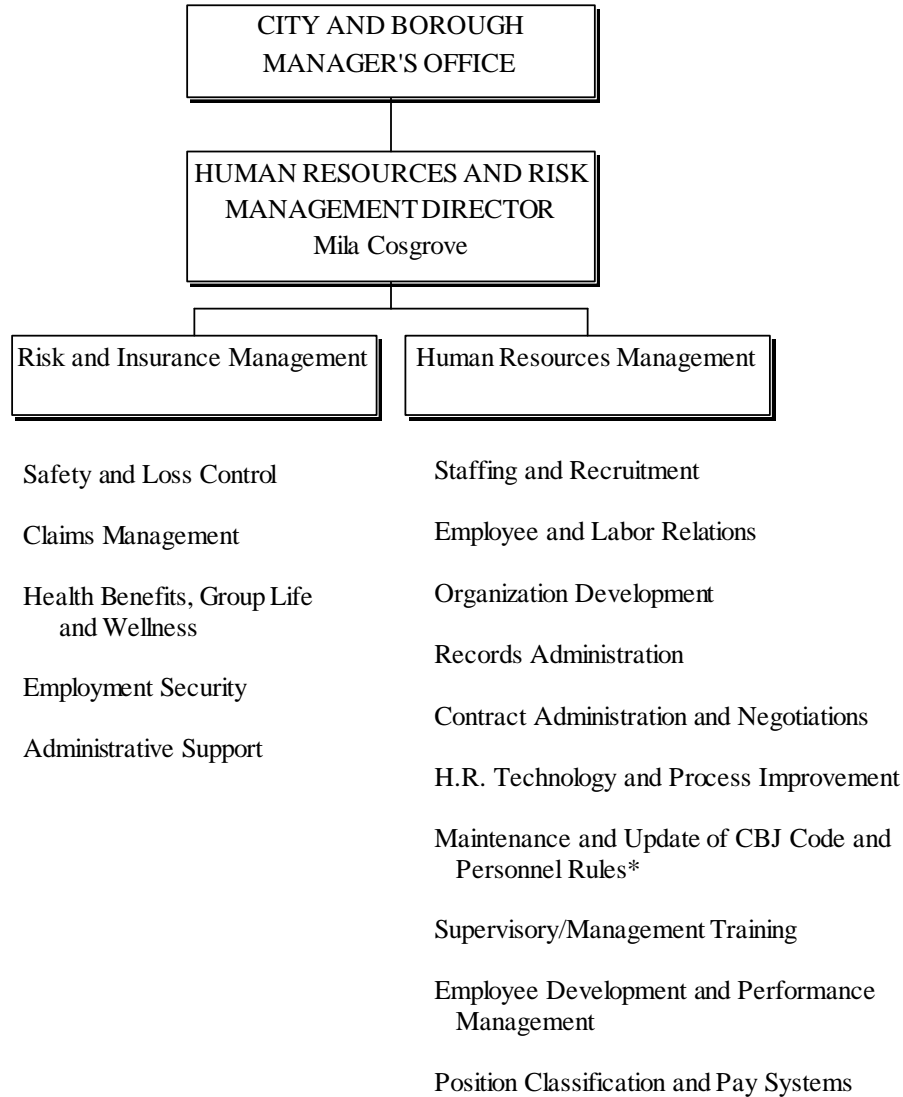 CITY AND BOROUGH
MANAGER'S OFFICE
HUMAN RESOURCES AND RISK
MANAGEMENT DIRECTOR
Mila Cosgrove
Risk and Insurance Management
Human Resources Management
Safety and Loss Control
Claims Management
Health Benefits, Group Life
and Wellness
Employment Security
Administrative Support
Staffing and Recruitment
Employee and Labor Relations
Organization Development
Records Administration
Contract Administration and Negotiations
H.R. Technology and Process Improvement
Maintenance and Update of CBJ Code and
Personnel Rules*
Supervisory/Management Training
Employee Development and Performance
Management
Position Classification and Pay Systems